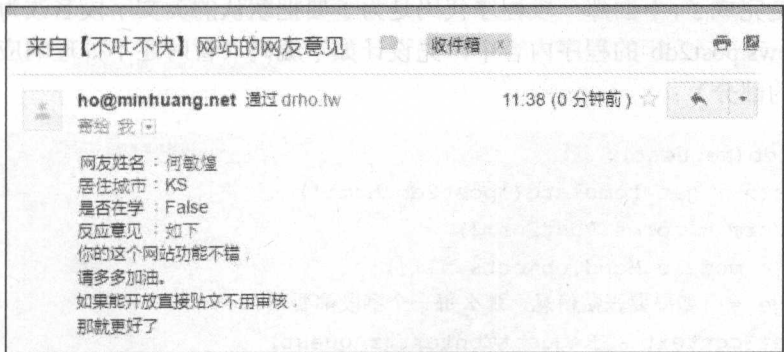 来自【不吐不快】网站的网友意见 收件箱 x
ho@minhuang.net 通过 drho.tw 11:38 (0 分钟前)
寄给 我
网友姓名：何敏煌
居住城市：KS
是否在学：False
反应意见：如下
你的这个网站功能不错，
请多多加油。
如果能开放直接贴文不用审核，
那就更好了